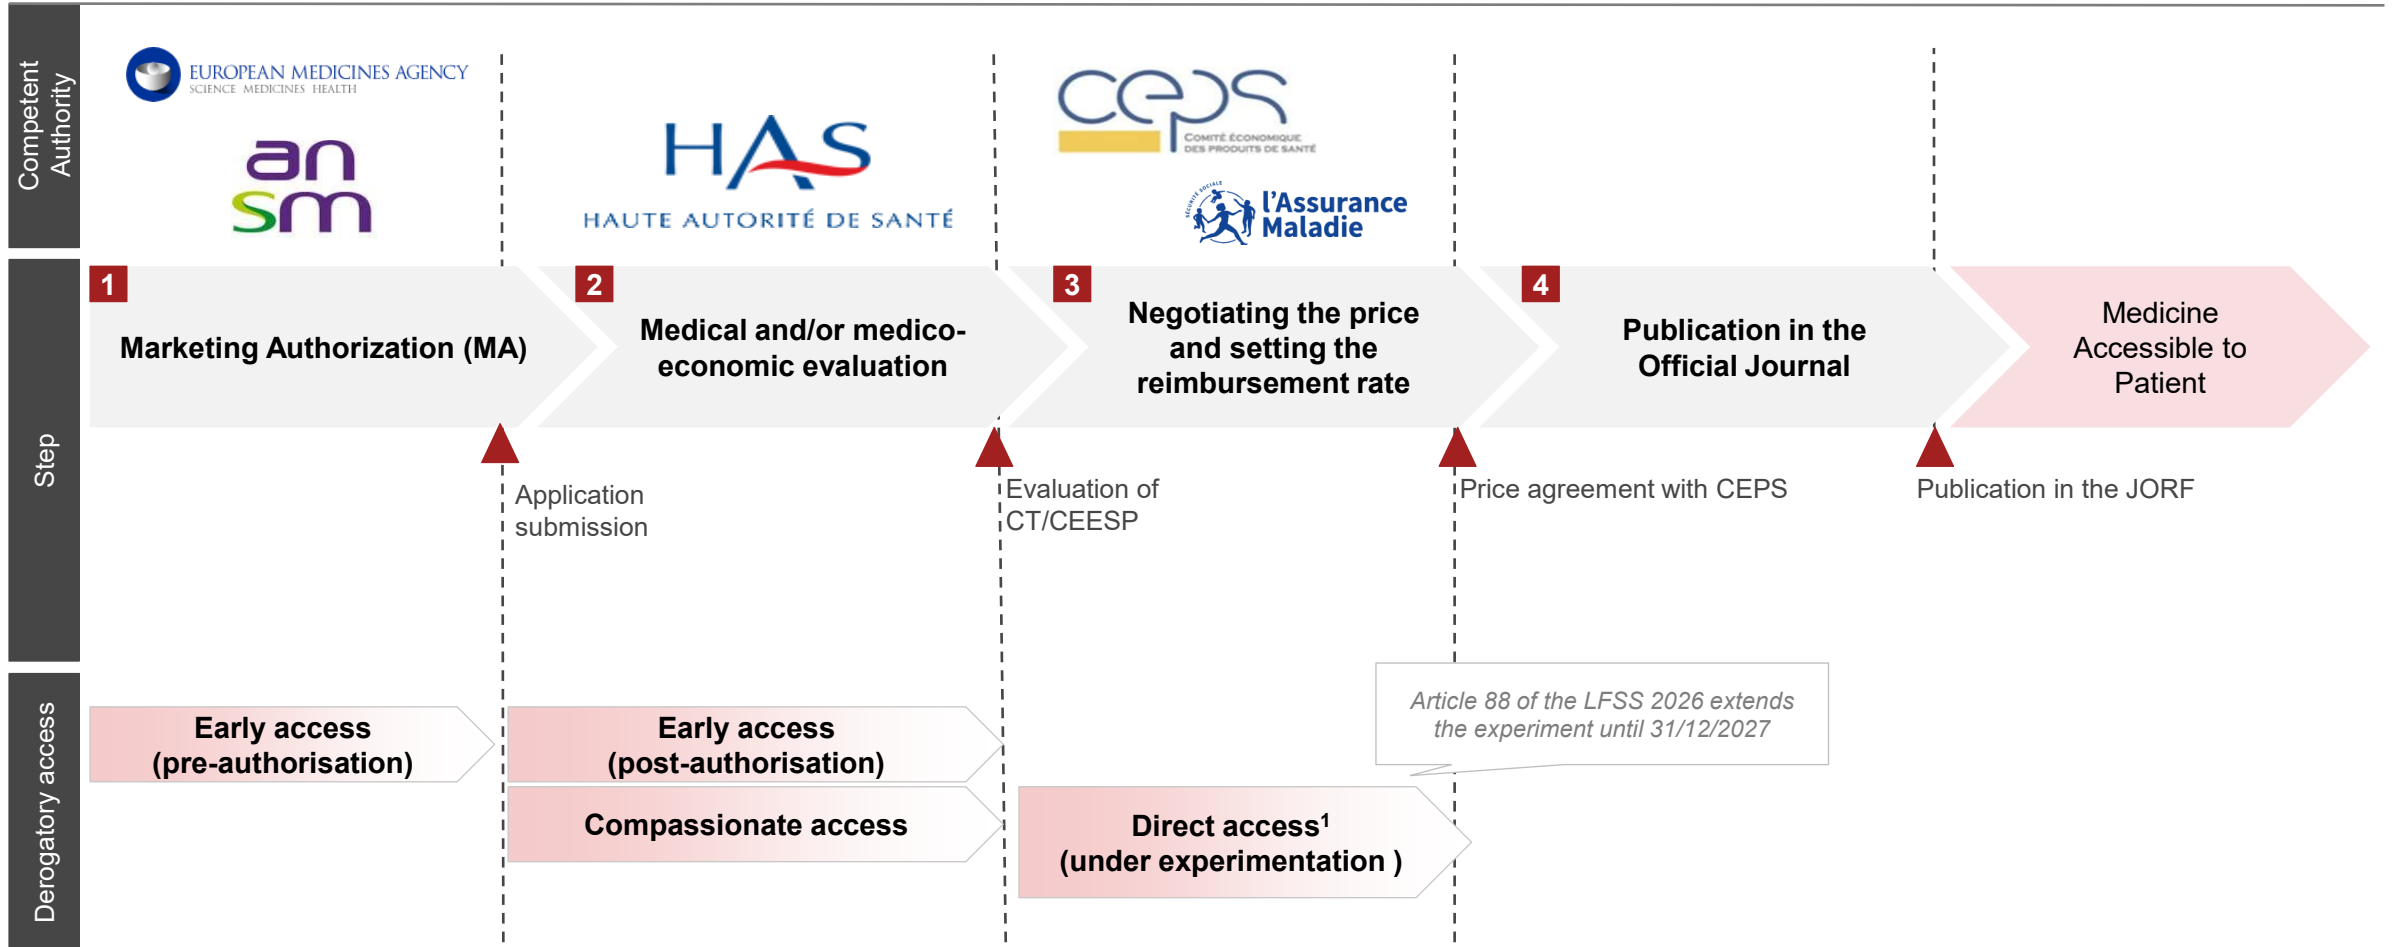 Competent
Authority
EUROPEAN MEDICINES AGENCY
SCIENCE MEDICINES HEALTH
an
sm
HAS
HAUTE AUTORITÉ DE SANTÉ
ceps
COMITÉ ÉCONOMIQUE
DES PRODUITS DE SANTÉ
SÉCURITÉ SOCIALE
l'Assurance
Maladie
Step
1
Marketing Authorization (MA)
2
Medical and/or medico-
economic evaluation
3
Negotiating the price
and setting the
reimbursement rate
4
Publication in the
Official Journal
Medicine
Accessible to
Patient
Application
submission
Evaluation of
CT/CEESP
Price agreement with CEPS
Publication in the JORF
Derogatory access
Early access
(pre-authorisation)
Early access
(post-authorisation)
Compassionate access
Direct access¹
(under experimentation )
Article 88 of the LFSS 2026 extends
the experiment until 31/12/2027